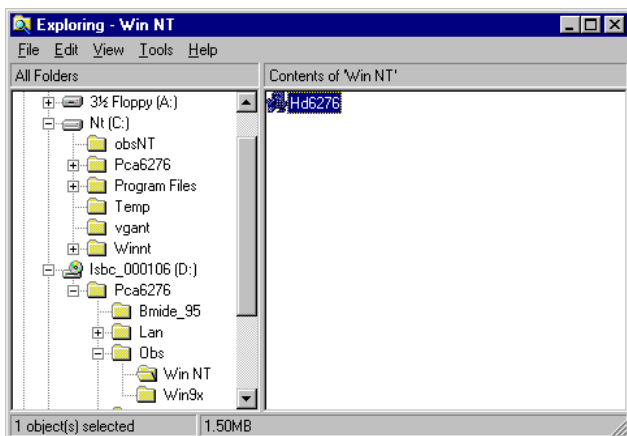 Exploring - Win NT
File Edit View Tools Help
All Folders
Contents of 'Win NT'
3½ Floppy (A:)
Nt (C:)
obsNT
Pca6276
Program Files
Temp
vgant
Winnt
Isbc_000106 (D:)
Pca6276
Bmide_95
Lan
Obs
Win NT
Win9x
Hd6276
1 object(s) selected
1.50MB